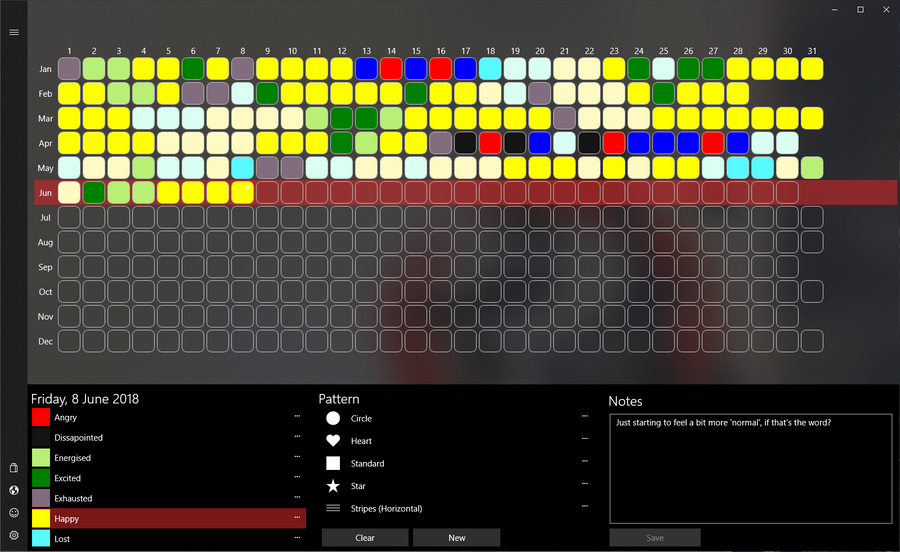 1 2 3 4 5 6 7 8 9 10 11 12 13 14 15 16 17 18 19 20 21 22 23 24 25 26 27 28 29 30 31
Jan
Feb
Mar
Apr
May
Jun
Jul
Aug
Sep
Oct
Nov
Dec
Friday, 8 June 2018
Angry
Dissapointed
Energised
Excited
Exhausted
Happy
Lost
Pattern
Circle
Heart
Standard
Star
Stripes (Horizontal)
Clear
New
Notes
Just starting to feel a bit more 'normal', if that's the word?
Save